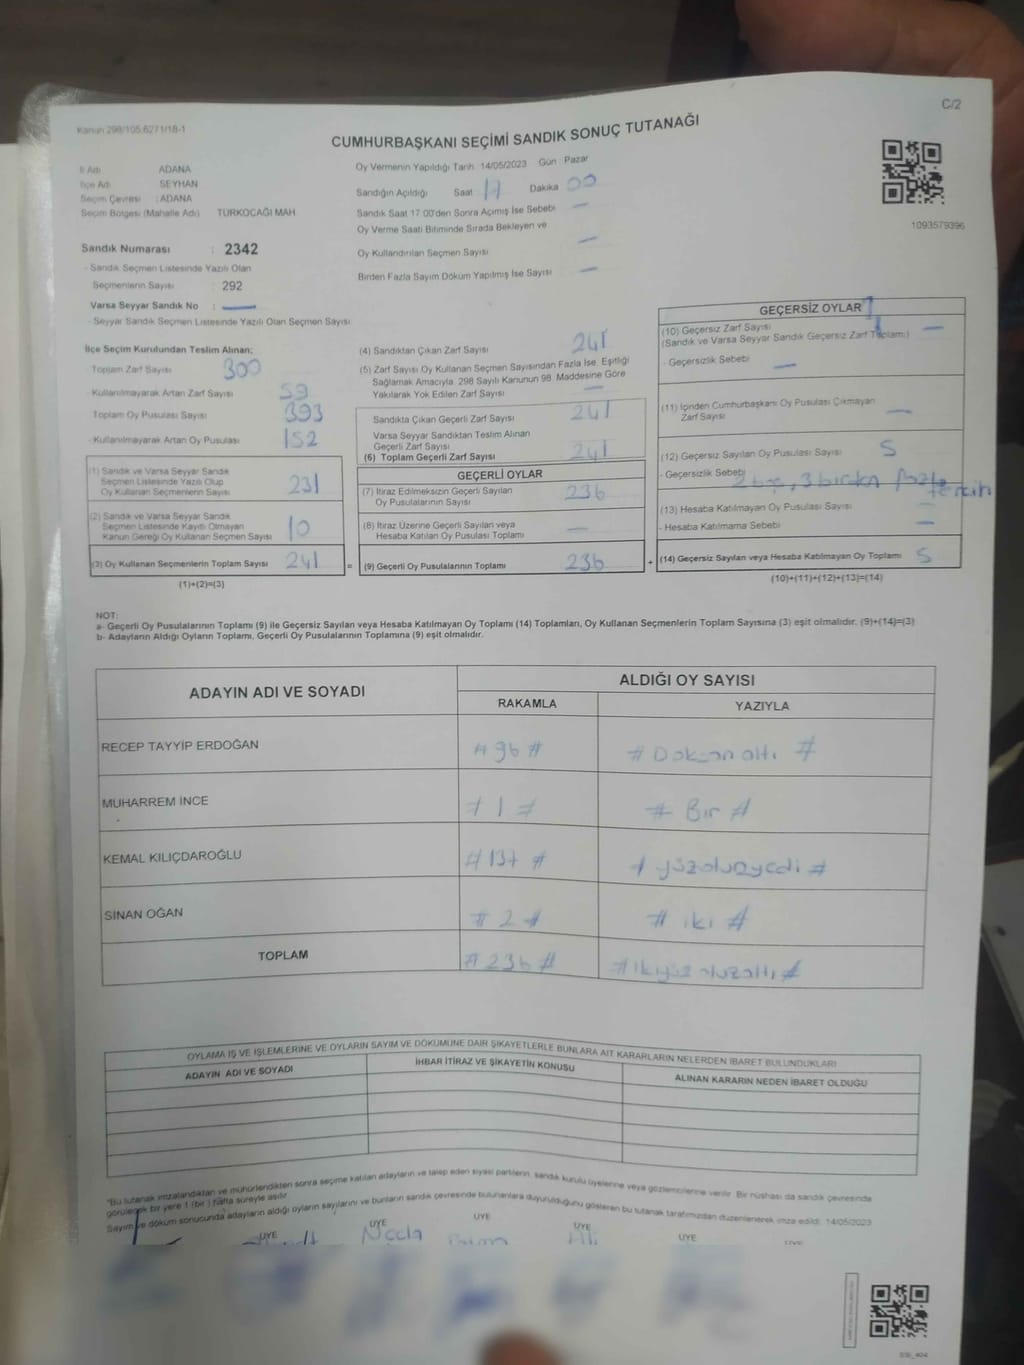 C/2
Kanun 298/105,6271/18-1
CUMHURBAŞKANI SEÇİMİ SANDIK SONUÇ TUTANAĞI
1093579396
İl Adı ADANA
İlçe Adı SEYHAN
Seçim Çevresi : ADANA
Seçim Bölgesi (Mahalle Adı) TÜRKOCAĞI MAH.
Sandık Numarası : 2342
- Sandık Seçmen Listesinde Yazılı Olan
Seçmenlerin Sayısı : 292
Varsa Seyyar Sandık No : —
- Seyyar Sandık Seçmen Listesinde Yazılı Olan Seçmen Sayısı
Oy Vermenin Yapıldığı Tarih 14/05/2023 Gün Pazar
Sandığın Açıldığı Saat 17 Dakika 00
Sandık Saat 17.00'den Sonra Açılmış İse Sebebi —
Oy Verme Saati Bitiminde Sırada Bekleyen ve
Oy Kullandırılan Seçmen Sayısı —
Birden Fazla Sayım Döküm Yapılmış İse Sayısı —
İlçe Seçim Kurulundan Teslim Alınan;
- Toplam Zarf Sayısı 300
- Kullanılmayarak Artan Zarf Sayısı 59
Toplam Oy Pusulası Sayısı 393
- Kullanılmayarak Artan Oy Pusulası 152
(1) Sandık ve Varsa Seyyar Sandık
Seçmen Listesinde Yazılı Olup
Oy Kullanan Seçmenlerin Sayısı 231
(2) Sandık ve Varsa Seyyar Sandık
Seçmen Listesinde Kayıtlı Olmayan
Kanun Gereği Oy Kullanan Seçmen Sayısı 10
(3) Oy Kullanan Seçmenlerin Toplam Sayısı 241 =
(1)+(2)=(3)
(4) Sandıktan Çıkan Zarf Sayısı 241
(5) Zarf Sayısı Oy Kullanan Seçmen Sayısından Fazla İse, Eşitliği
Sağlamak Amacıyla, 298 Sayılı Kanunun 98. Maddesine Göre
Yakılarak Yok Edilen Zarf Sayısı —
Sandıkta Çıkan Geçerli Zarf Sayısı 241
Varsa Seyyar Sandıktan Teslim Alınan
Geçerli Zarf Sayısı
(6) Toplam Geçerli Zarf Sayısı 241
GEÇERLİ OYLAR
(7) İtiraz Edilmeksizin Geçerli Sayılan
Oy Pusulalarının Sayısı 236
(8) İtiraz Üzerine Geçerli Sayılan veya
Hesaba Katılan Oy Pusulası Toplamı —
(9) Geçerli Oy Pusulalarının Toplamı 236 +
GEÇERSİZ OYLAR
(10) Geçersiz Zarf Sayısı —
(Sandık ve Varsa Seyyar Sandık Geçersiz Zarf Toplamı)
- Geçersizlik Sebebi —
(11) İçinden Cumhurbaşkanı Oy Pusulası Çıkmayan
Zarf Sayısı —
(12) Geçersiz Sayılan Oy Pusulası Sayısı 5
- Geçersizlik Sebebi 2 boş, 3 birden fazla
tercih
(13) Hesaba Katılmayan Oy Pusulası Sayısı —
- Hesaba Katılmama Sebebi —
(14) Geçersiz Sayılan veya Hesaba Katılmayan Oy Toplamı 5
(10)+(11)+(12)+(13)=(14)
NOT:
a- Geçerli Oy Pusulalarının Toplamı (9) ile Geçersiz Sayılan veya Hesaba Katılmayan Oy Toplamı (14) Toplamları, Oy Kullanan Seçmenlerin Toplam Sayısına (3) eşit olmalıdır. (9)+(14)=(3)
b- Adayların Aldığı Oyların Toplamı, Geçerli Oy Pusulalarının Toplamına (9) eşit olmalıdır.
ADAYIN ADI VE SOYADI ALDIĞI OY SAYISI
RAKAMLA YAZIYLA
RECEP TAYYİP ERDOĞAN # 96 # # Doksan altı #
MUHARREM İNCE # 1 # # Bir #
KEMAL KILIÇDAROĞLU # 137 # # yüzotuzyedi #
SİNAN OĞAN # 2 # # iki #
TOPLAM # 236 # # ikiyüzotuzaltı #
OYLAMA İŞ VE İŞLEMLERİNE VE OYLARIN SAYIM VE DÖKÜMÜNE DAİR ŞİKAYETLERLE BUNLARA AİT KARARLARIN NELERDEN İBARET BULUNDUKLARI
ADAYIN ADI VE SOYADI İHBAR İTİRAZ VE ŞİKAYETİN KONUSU ALINAN KARARIN NEDEN İBARET OLDUĞU
*Bu tutanak imzalandıktan ve mühürlendikten sonra seçime katılan adayların ve talep eden siyasi partilerin, sandık kurulu üyelerine veya gözlemcilerine verilir. Bir nüshası da sandık çevresinde
görülecek bir yere 1 (bir) hafta süreyle asılır.
Sayım ve döküm sonucunda adayların aldığı oyların sayılarını ve bunların sandık çevresinde bulunanlara duyurulduğunu gösteren bu tutanak tarafımızdan düzenlenerek imza edildi. 14/05/2023
ÜYE ÜYE ÜYE ÜYE ÜYE ÜYE
Necla Ali